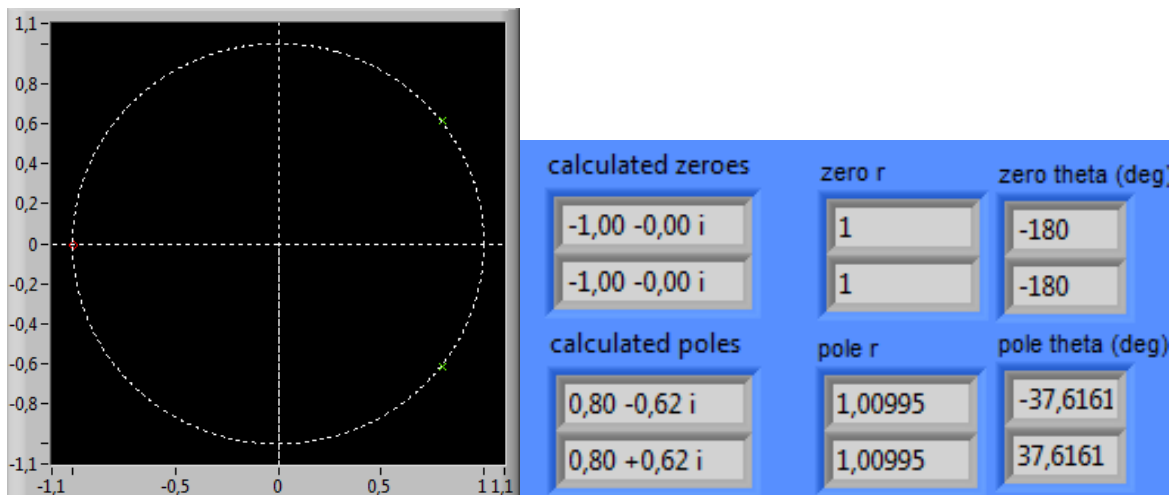 1,1
0,8
0,6
0,4
0,2
0
-0,2
-0,4
-0,6
-0,8
-1,1
-1,1 -0,5 0 0,5 1 1,1
calculated zeroes zero r zero theta (deg)
-1,00 -0,00 i 1 -180
-1,00 -0,00 i 1 -180
calculated poles pole r pole theta (deg)
0,80 -0,62 i 1,00995 -37,6161
0,80 +0,62 i 1,00995 37,6161